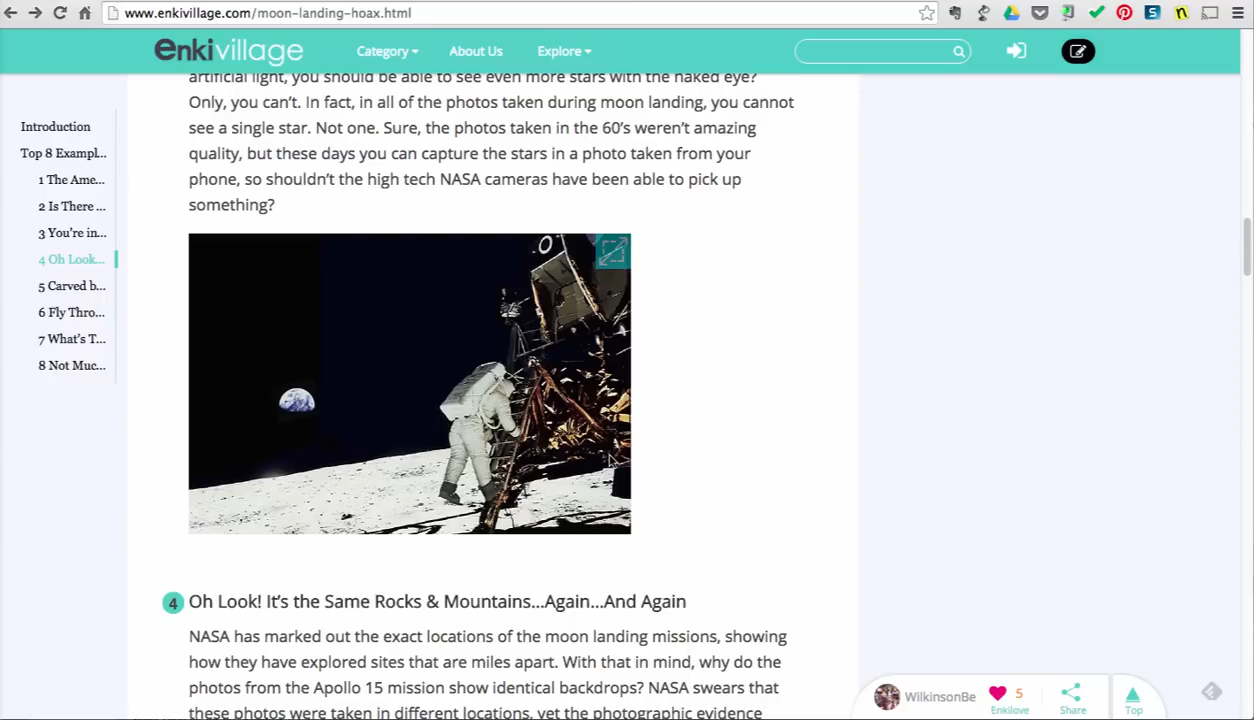 www.enkivillage.com/moon-landing-hoax.html
enkivillage
Category
About Us
Explore
Introduction
Top 8 Exampl...
1 The Ame...
2 Is There ...
3 You're in...
4 Oh Look...
5 Carved b...
6 Fly Thro...
7 What's T...
8 Not Muc...
artificial light, you should be able to see even more stars with the naked eye?
Only, you can't. In fact, in all of the photos taken during moon landing, you cannot
see a single star. Not one. Sure, the photos taken in the 60's weren't amazing
quality, but these days you can capture the stars in a photo taken from your
phone, so shouldn't the high tech NASA cameras have been able to pick up
something?
4 Oh Look! It's the Same Rocks & Mountains...Again...And Again
NASA has marked out the exact locations of the moon landing missions, showing
how they have explored sites that are miles apart. With that in mind, why do the
photos from the Apollo 15 mission show identical backdrops? NASA swears that
these photos were taken in different locations, yet the photographic evidence
WilkinsonBe
5
Enkilove
Share
Top